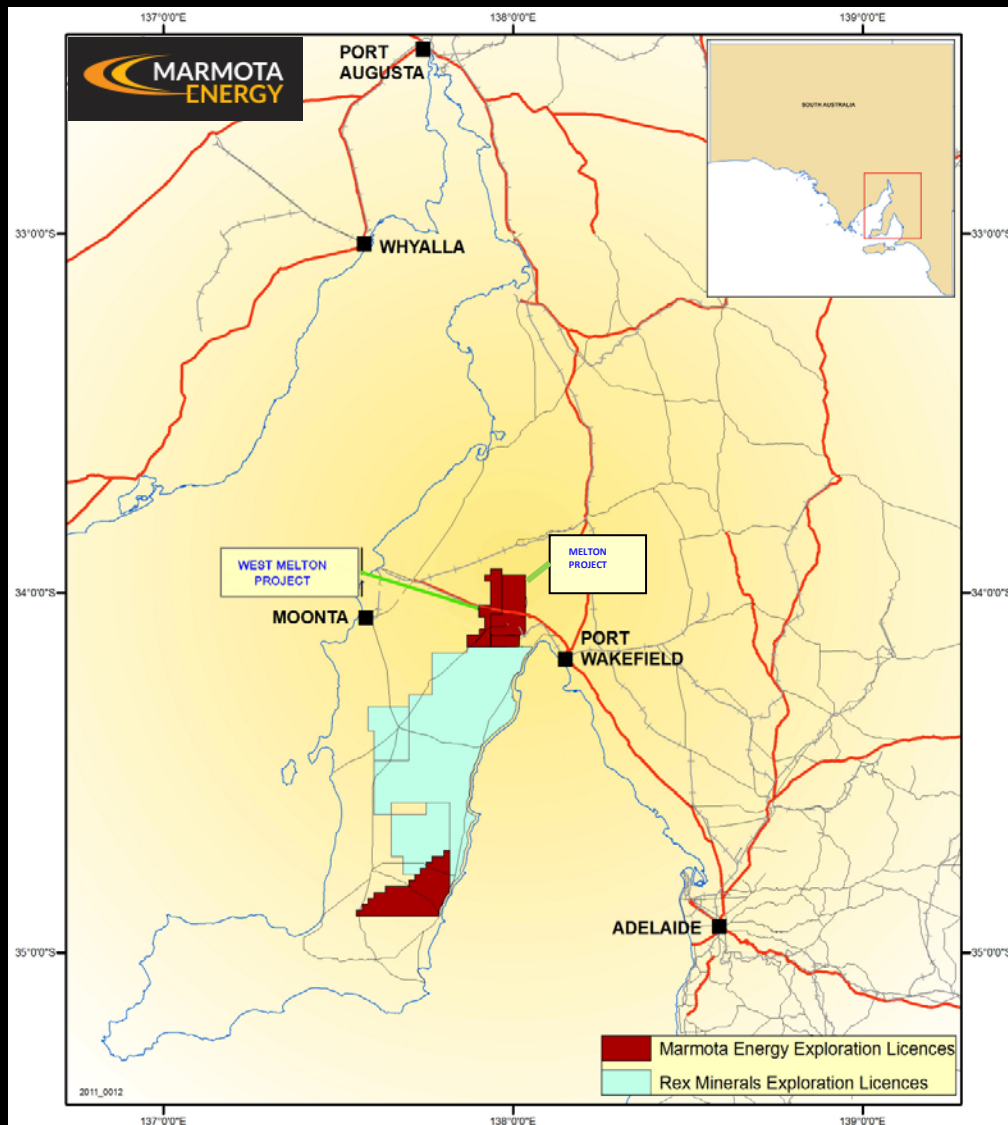 137°0'0"E
138°0'0"E
139°0'0"E
MARMOTA
ENERGY
PORT
AUGUSTA
SOUTH AUSTRALIA
33°0'0"S
33°0'0"S
WHYALLA
WEST MELTON
PROJECT
MELTON
PROJECT
34°0'0"S
34°0'0"S
MOONTA
PORT
WAKEFIELD
ADELAIDE
35°0'0"S
35°0'0"S
Marmota Energy Exploration Licences
Rex Minerals Exploration Licences
2011_0012
137°0'0"E
138°0'0"E
139°0'0"E